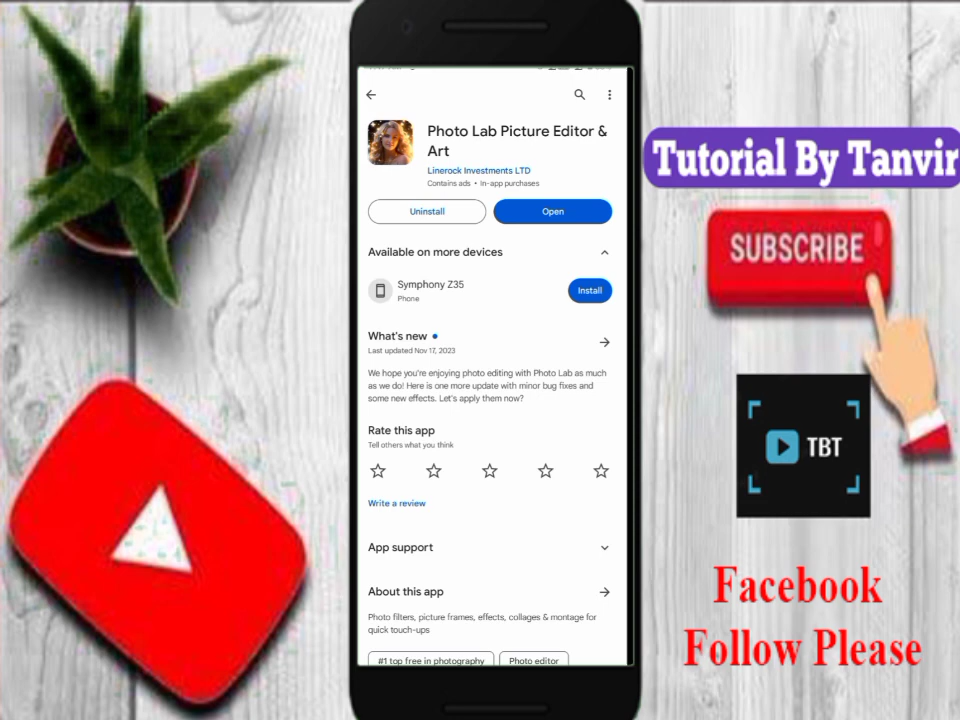 Photo Lab Picture Editor &
Art
Linerock Investments LTD
Contains ads • In-app purchases
Uninstall
Open
Available on more devices
Symphony Z35
Phone
Install
What's new •
Last updated Nov 17, 2023
We hope you're enjoying photo editing with Photo Lab as much
as we do! Here is one more update with minor bug fixes and
some new effects. Let's apply them now?
Rate this app
Tell others what you think
Write a review
App support
About this app
Photo filters, picture frames, effects, collages & montage for
quick touch-ups
#1 top free in photography
Photo editor
Tutorial By Tanvir
SUBSCRIBE
TBT
Facebook
Follow Please